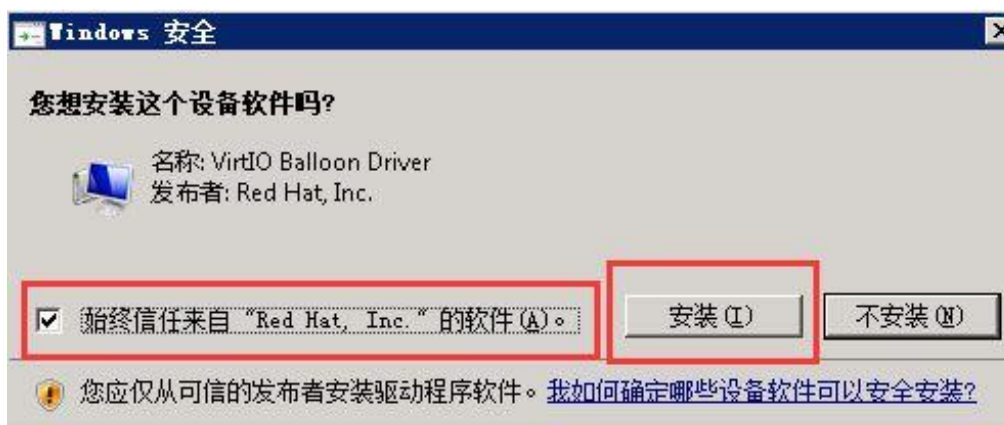 Windows 安全
您想安装这个设备软件吗?
名称: VirtIO Balloon Driver
发布者: Red Hat, Inc.
始终信任来自 "Red Hat, Inc." 的软件(A)。
安装(I)
不安装(N)
您应仅从可信的发布者安装驱动程序软件。我如何确定哪些设备软件可以安全安装?